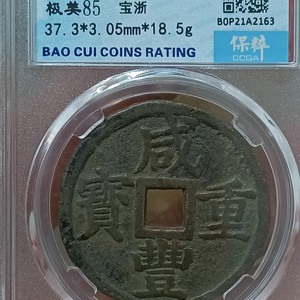 极美85 宝浙
37.3*3.05mm*18.5g
BAO CUI COINS RATING
BOP21A2163
保粹
CCGA
咸
寶 重
豐